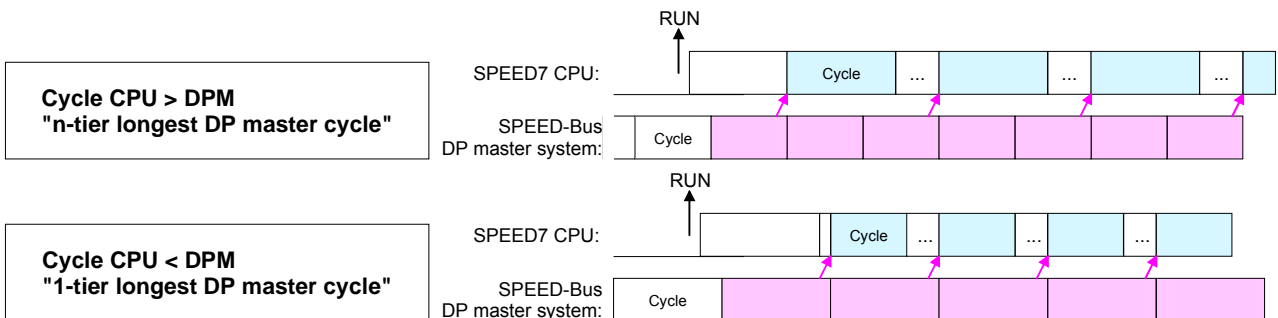 RUN
SPEED7 CPU:
Cycle
...
...
...
Cycle CPU > DPM
"n-tier longest DP master cycle"
SPEED-Bus
DP master system:
Cycle
RUN
SPEED7 CPU:
Cycle
...
...
...
Cycle CPU < DPM
"1-tier longest DP master cycle"
SPEED-Bus
DP master system:
Cycle